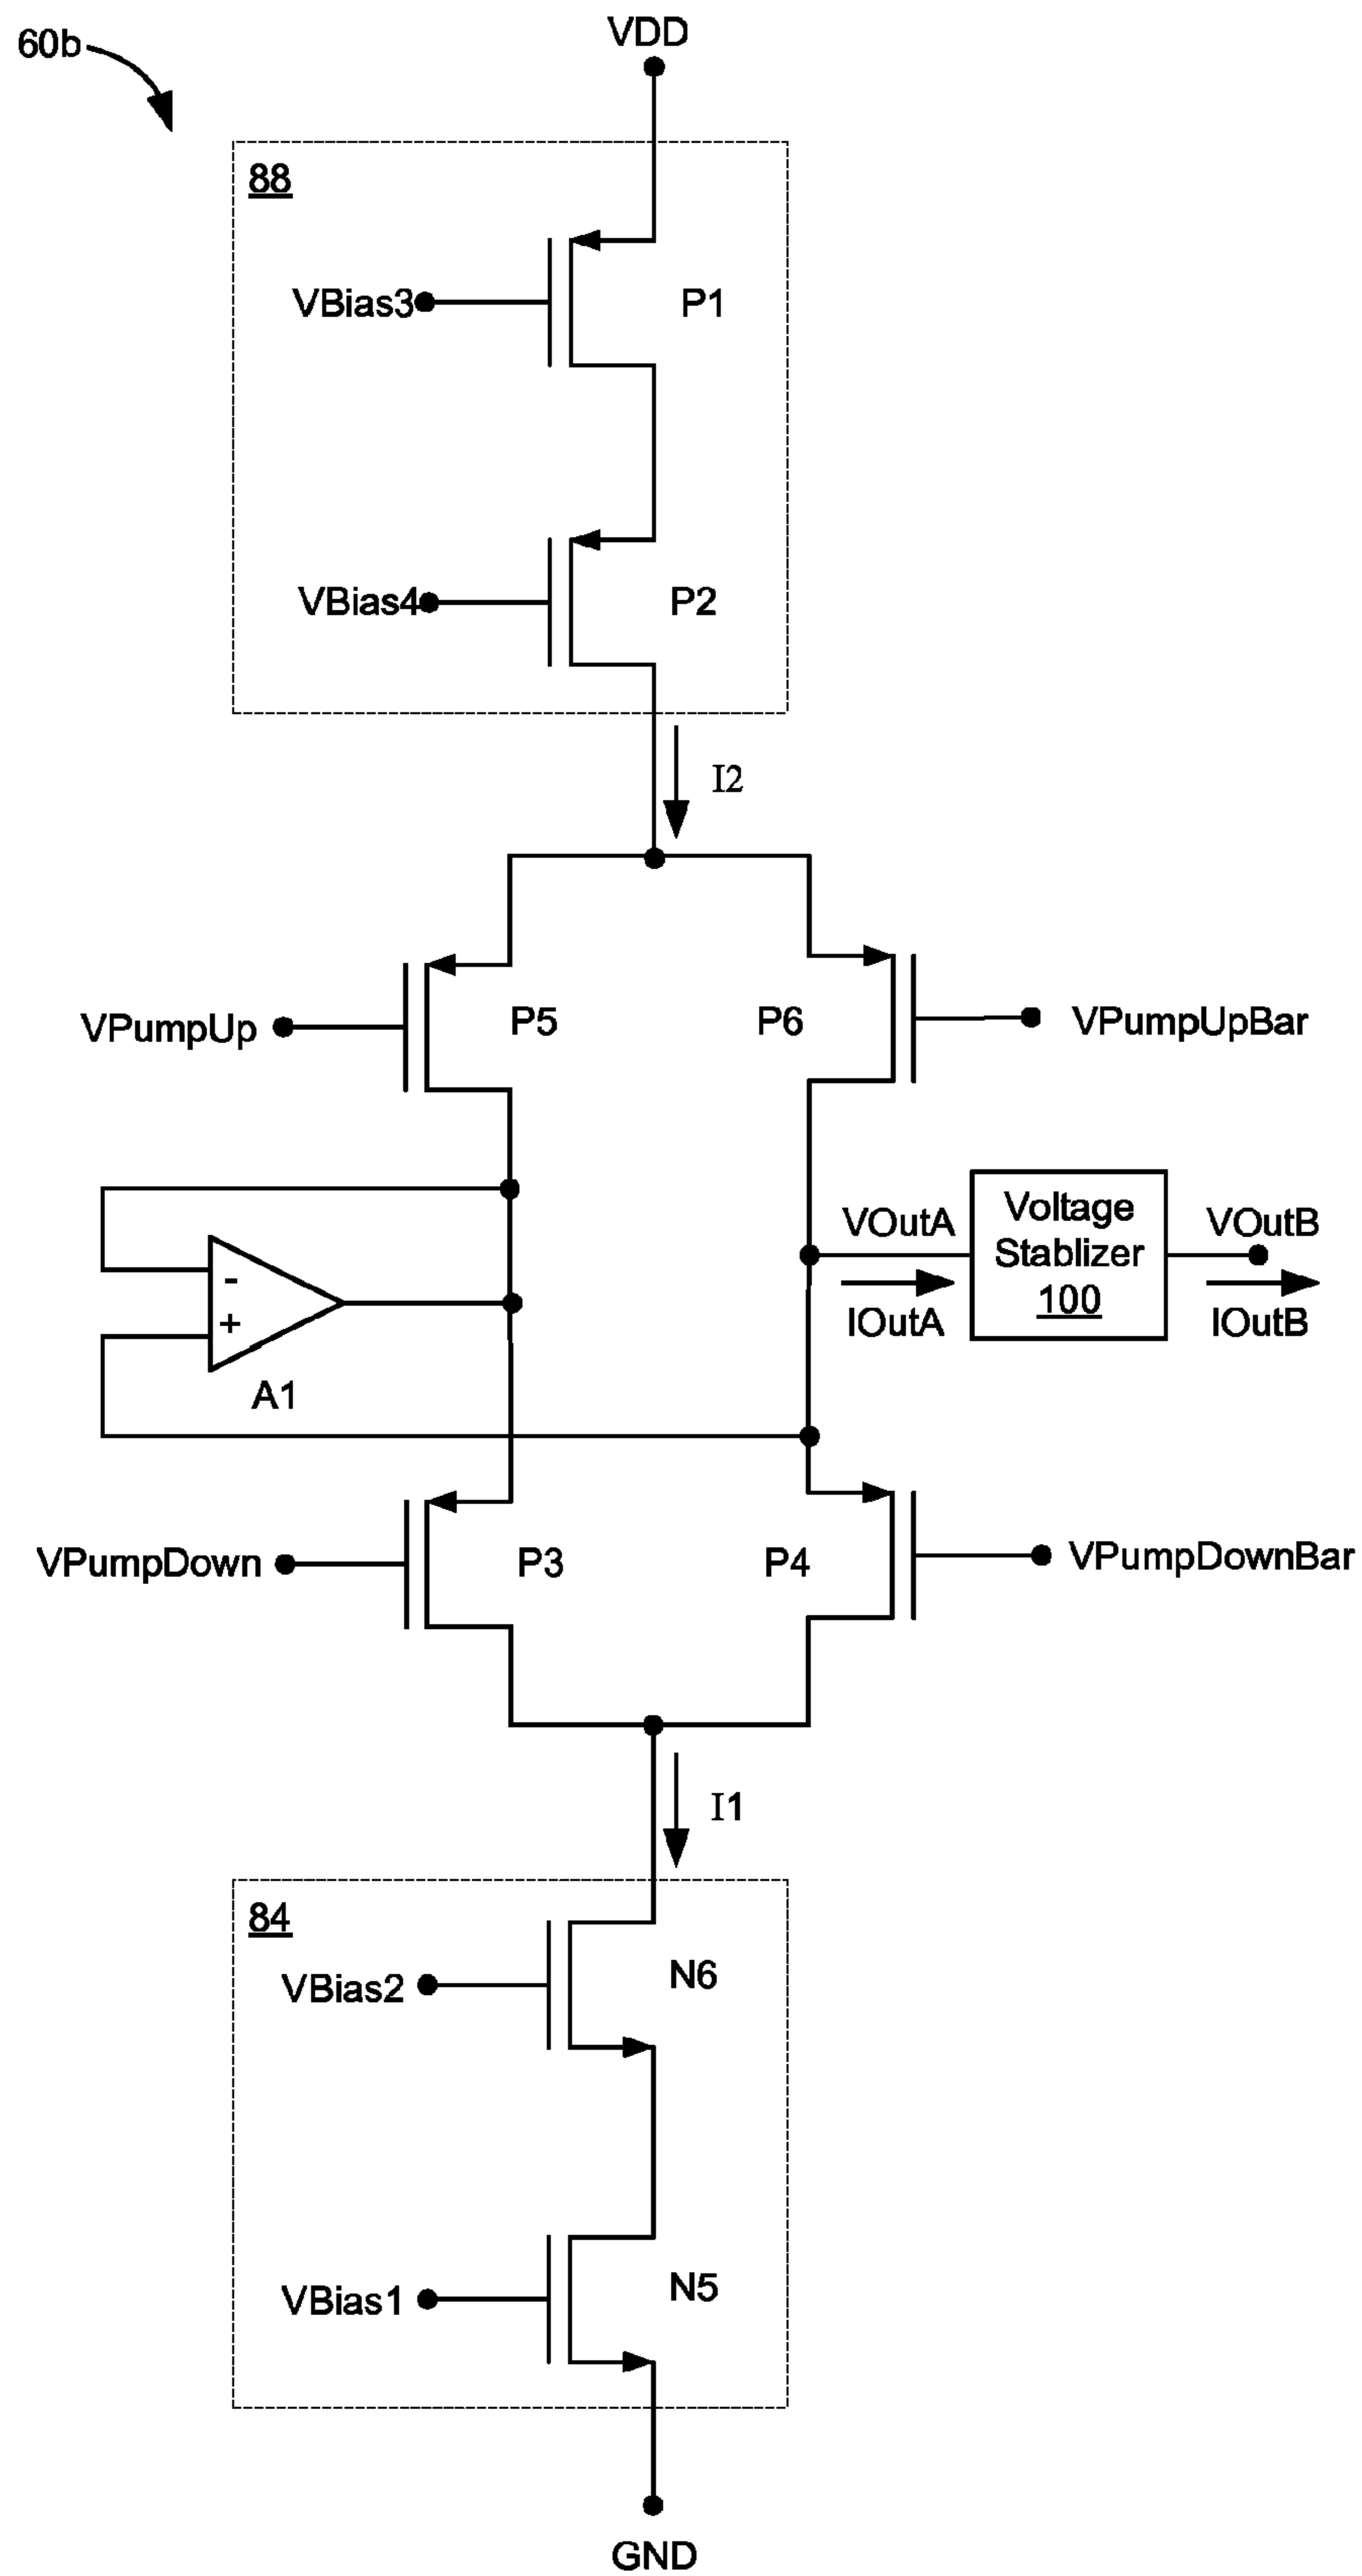 60b
VDD
88
VBias3
P1
VBias4
P2
I2
VPumpUp
P5
P6
VPumpUpBar
VOutA
Voltage
Stablizer
100
VOutB
IOutA
IOutB
-
+
A1
VPumpDown
P3
P4
VPumpDownBar
I1
84
VBias2
N6
VBias1
N5
GND